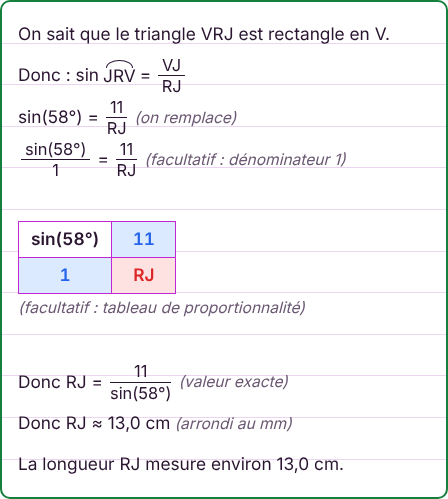 On sait que le triangle VRJ est rectangle en V.
Donc : sin JRV = VJ/RJ
sin(58°) = 11/RJ (on remplace)
sin(58°)/1 = 11/RJ (facultatif : dénominateur 1)
sin(58°) 11
1 RJ
(facultatif : tableau de proportionnalité)
Donc RJ = 11/sin(58°) (valeur exacte)
Donc RJ ≈ 13,0 cm (arrondi au mm)
La longueur RJ mesure environ 13,0 cm.